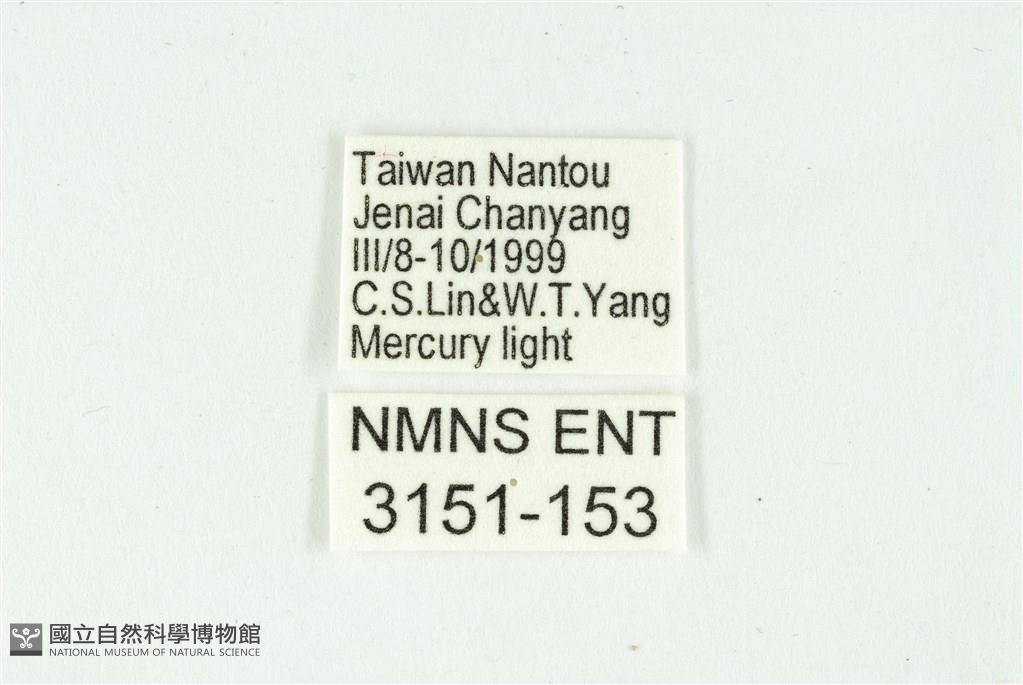 Taiwan Nantou
Jenai Chanyang
III/8-10/1999
C.S.Lin&W.T.Yang
Mercury light
NMNS ENT
3151-153
國立自然科學博物館
NATIONAL MUSEUM OF NATURAL SCIENCE